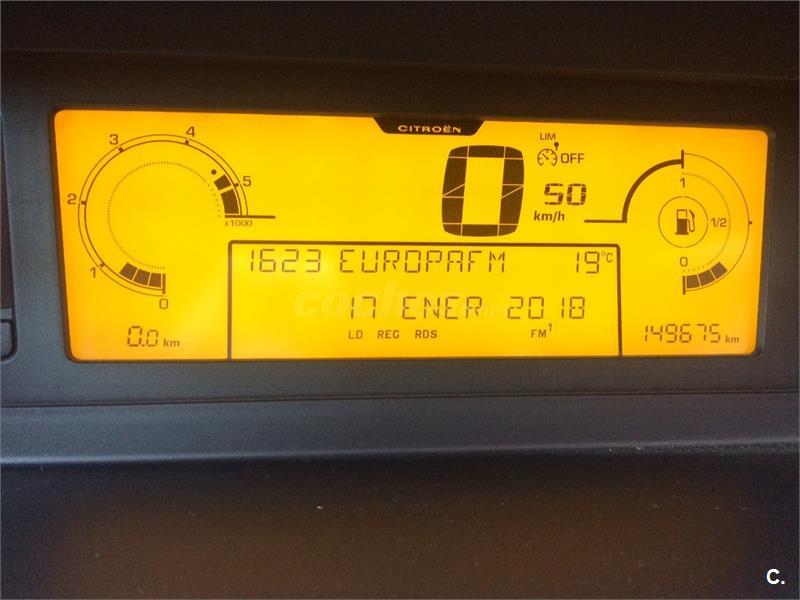 CITROËN
3
4
LIM
OFF
2
5
0
50
1
1/2
x1000
km/h
1623 EUROPAFM 19°C
0
1
0
17 ENER 2018
0.0 km
LD REG RDS
FM1
149675 km
C.